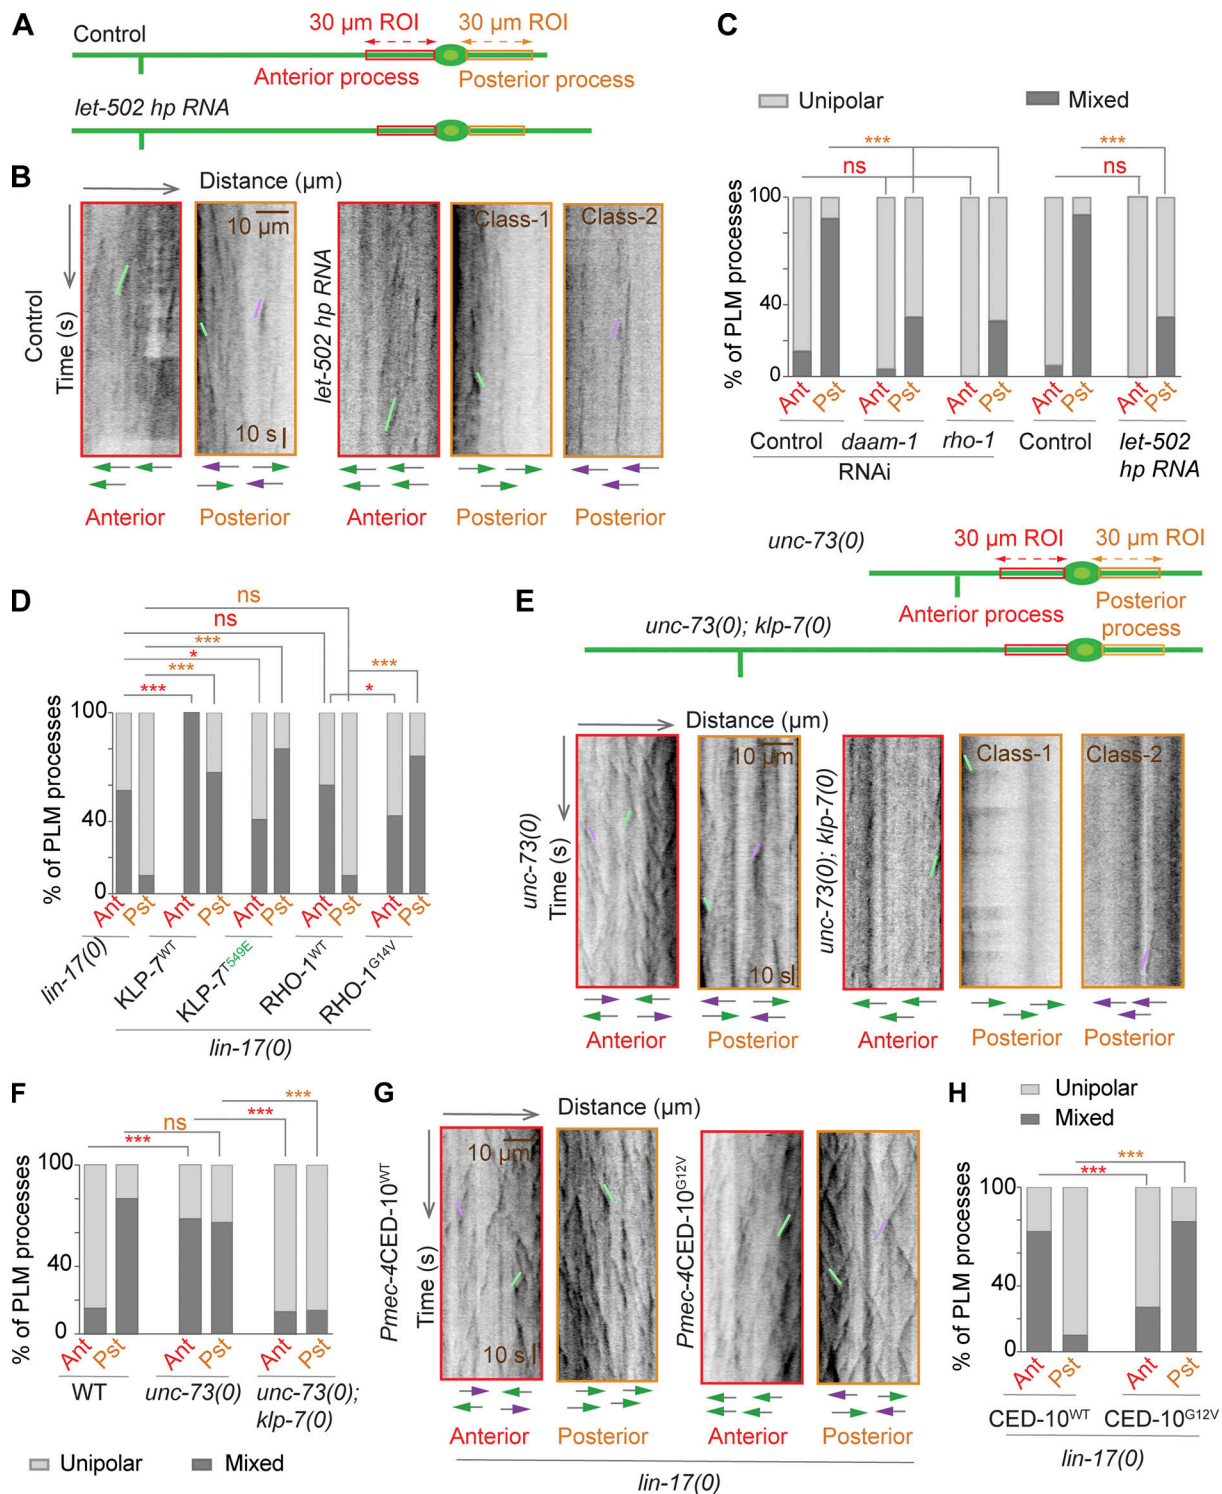 A
Control
30 µm ROI
30 µm ROI
Anterior process
Posterior process
let-502 hp RNA
B
Distance (µm)
Control
Time (s)
10 µm
10 s
let-502 hp RNA
Class-1
Class-2
Anterior
Posterior
Anterior
Posterior
Posterior
C
Unipolar
Mixed
***
***
ns
ns
% of PLM processes
100
40
0
Ant
Pst
Ant
Pst
Ant
Pst
Ant
Pst
Ant
Pst
Control
daam-1
rho-1
Control
let-502
hp RNA
RNAi
D
ns
ns
***
*
***
***
***
*
% of PLM processes
100
40
0
Ant
Pst
Ant
Pst
Ant
Pst
Ant
Pst
Ant
Pst
lin-17(0)
KLP-7WT
KLP-7T549E
RHO-1WT
RHO-1G14V
lin-17(0)
E
unc-73(0)
30 µm ROI
30 µm ROI
Anterior process
Posterior
process
unc-73(0); klp-7(0)
Distance (µm)
unc-73(0)
Time (s)
10 µm
10 s
unc-73(0); klp-7(0)
Class-1
Class-2
Anterior
Posterior
Anterior
Posterior
Posterior
F
***
ns
***
***
% of PLM processes
100
40
0
Ant
Pst
Ant
Pst
Ant
Pst
WT
unc-73(0)
unc-73(0);
klp-7(0)
Unipolar
Mixed
G
Distance (µm)
Pmec-4CED-10WT
Time (s)
10 µm
10 s
Pmec-4CED-10G12V
Anterior
Posterior
Anterior
Posterior
lin-17(0)
H
Unipolar
Mixed
***
***
% of PLM processes
100
40
0
Ant
Pst
Ant
Pst
CED-10WT
CED-10G12V
lin-17(0)